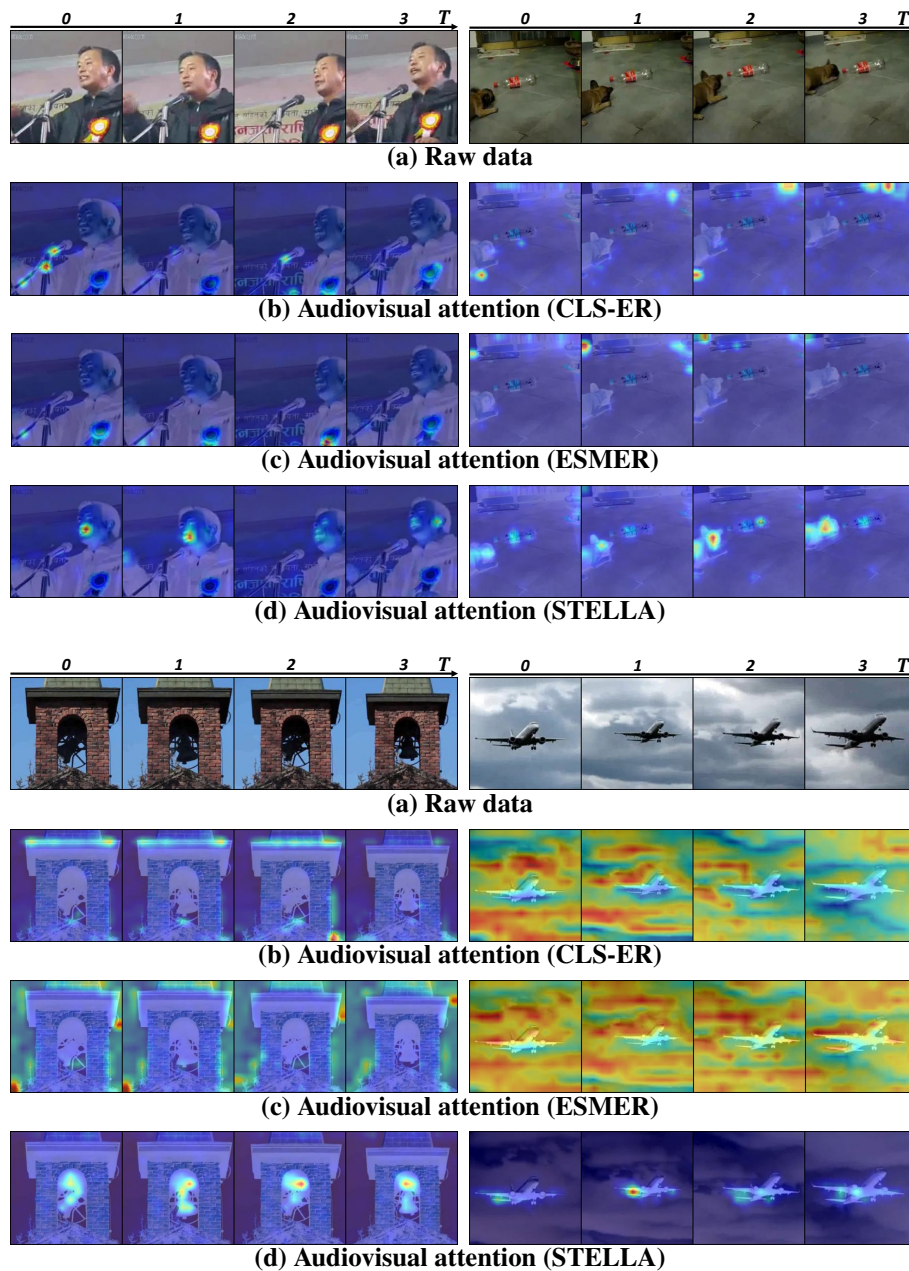 0 1 2 3 T 0 1 2 3 T
(a) Raw data
(b) Audiovisual attention (CLS-ER)
(c) Audiovisual attention (ESMER)
(d) Audiovisual attention (STELLA)
0 1 2 3 T 0 1 2 3 T
(a) Raw data
(b) Audiovisual attention (CLS-ER)
(c) Audiovisual attention (ESMER)
(d) Audiovisual attention (STELLA)